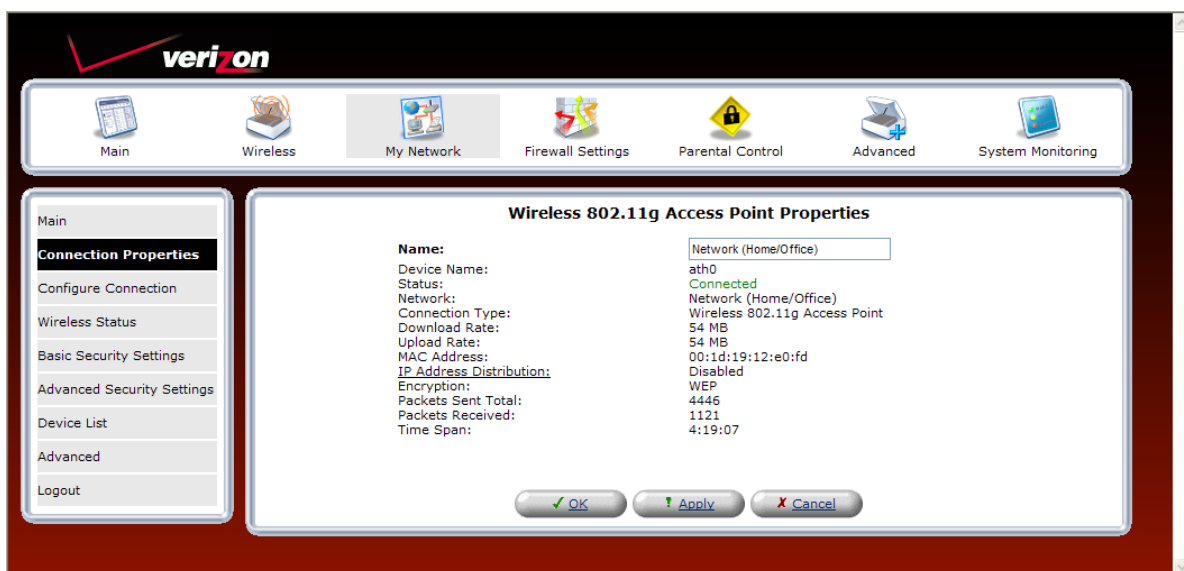 verizon
Main Wireless My Network Firewall Settings Parental Control Advanced System Monitoring
Main
Connection Properties
Configure Connection
Wireless Status
Basic Security Settings
Advanced Security Settings
Device List
Advanced
Logout
Wireless 802.11g Access Point Properties
Name: Network (Home/Office)
Device Name: ath0
Status: Connected
Network: Network (Home/Office)
Connection Type: Wireless 802.11g Access Point
Download Rate: 54 MB
Upload Rate: 54 MB
MAC Address: 00:1d:19:12:e0:fd
IP Address Distribution: Disabled
Encryption: WEP
Packets Sent Total: 4446
Packets Received: 1121
Time Span: 4:19:07
OK Apply Cancel